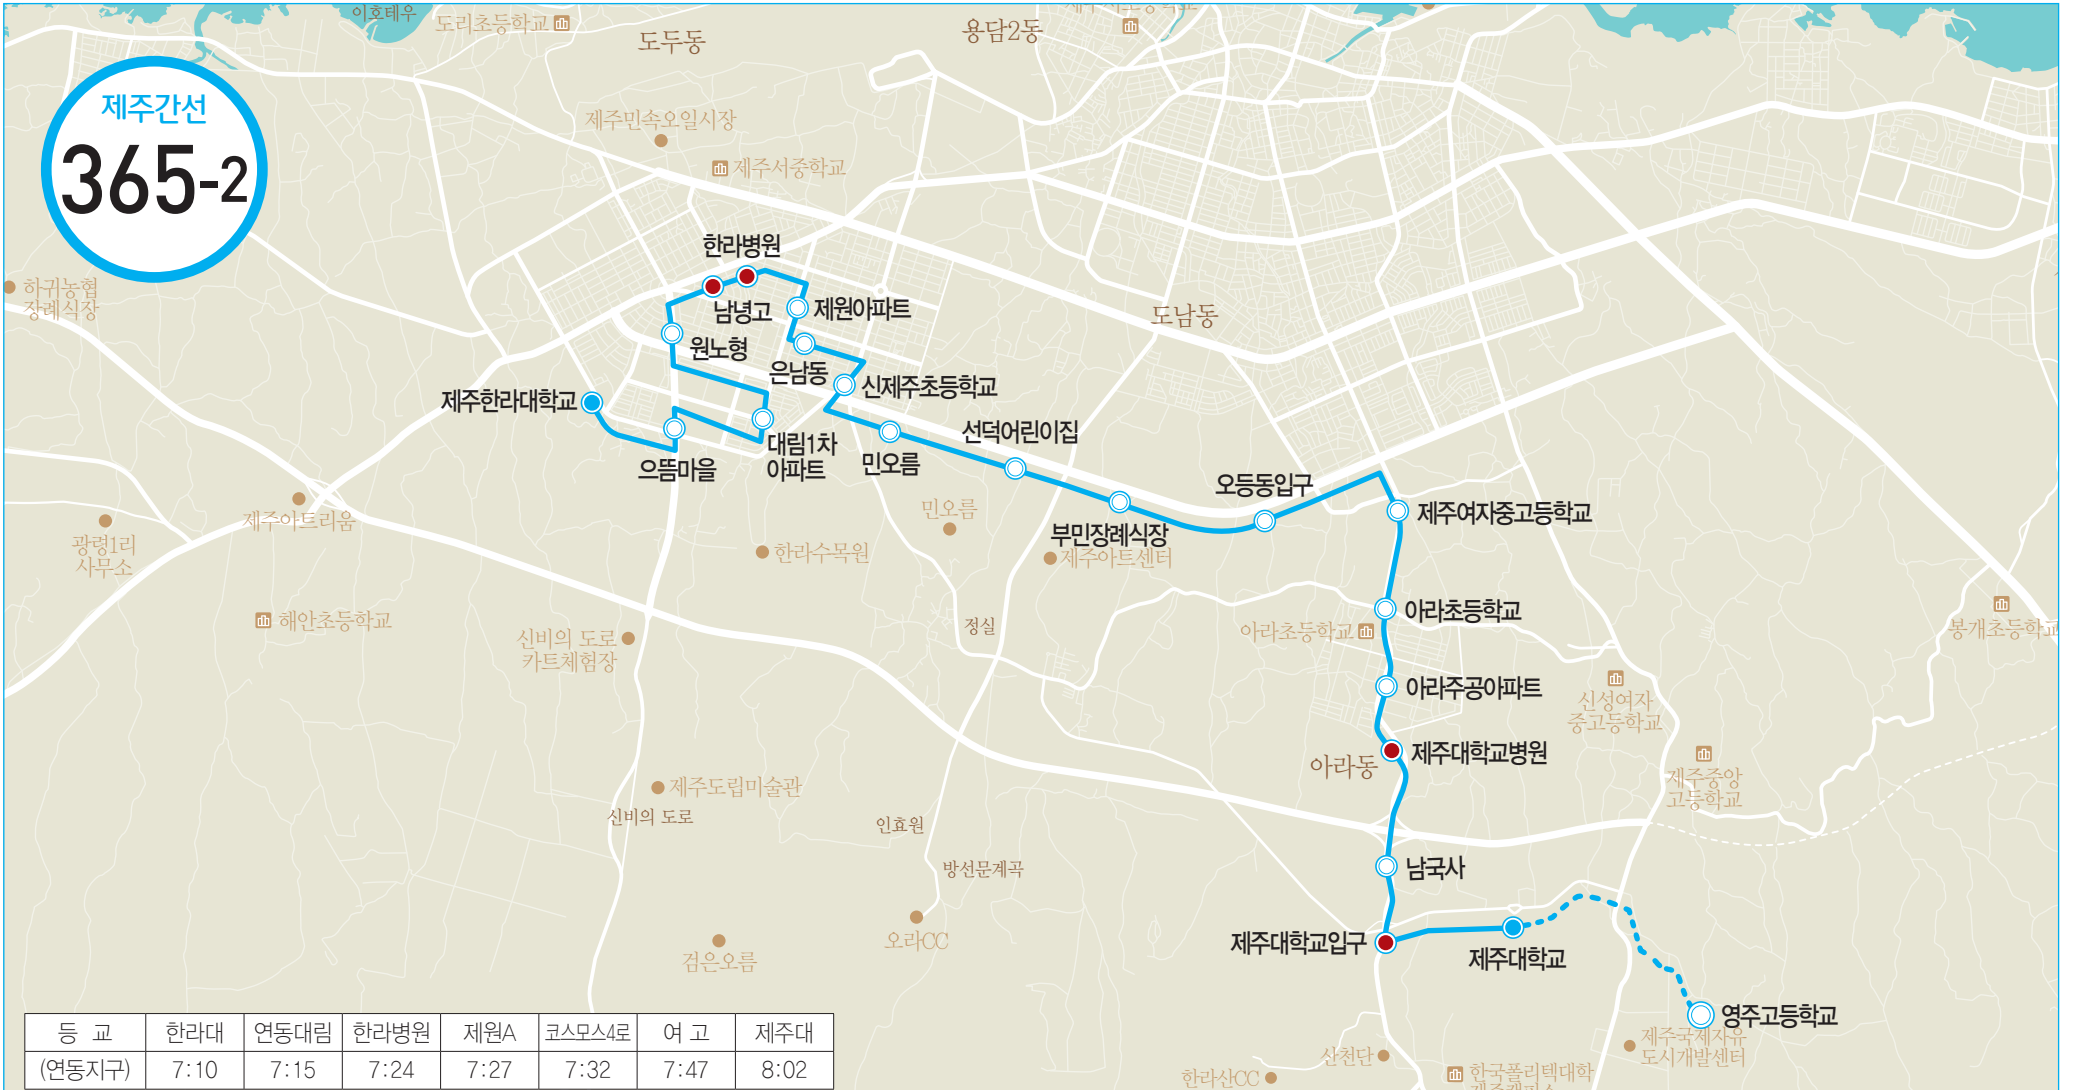 이호테우
도리초등학교
도두동
용담2동
제주간선
365-2
제주민속오일시장
제주서중학교
하귀농협
장례식장
한라병원
남녕고
제원아파트
도남동
원노형
은남동
신제주초등학교
제주한라대학교
대림1차
아파트
으뜸마을
민오름
선덕어린이집
오등동입구
제주여자중고등학교
부민장례식장
제주아트리움
민오름
광령1리
사무소
한라수목원
제주아트센터
해안초등학교
신비의 도로
카트체험장
정실
아라초등학교
아라초등학교
봉개초등학교
아라주공아파트
신성여자
중고등학교
제주대학교병원
아라동
제주중앙
고등학교
제주도립미술관
신비의 도로
인효원
방선문계곡
남국사
오라CC
검은오름
제주대학교입구
제주대학교
영주고등학교
제주국제자유
도시개발센터
산천단
한라산CC
한국폴리텍대학
제주캠퍼스
등 교 한라대 연동대림 한라병원 제원A 코스모스4로 여 고 제주대
(연동지구) 7:10 7:15 7:24 7:27 7:32 7:47 8:02